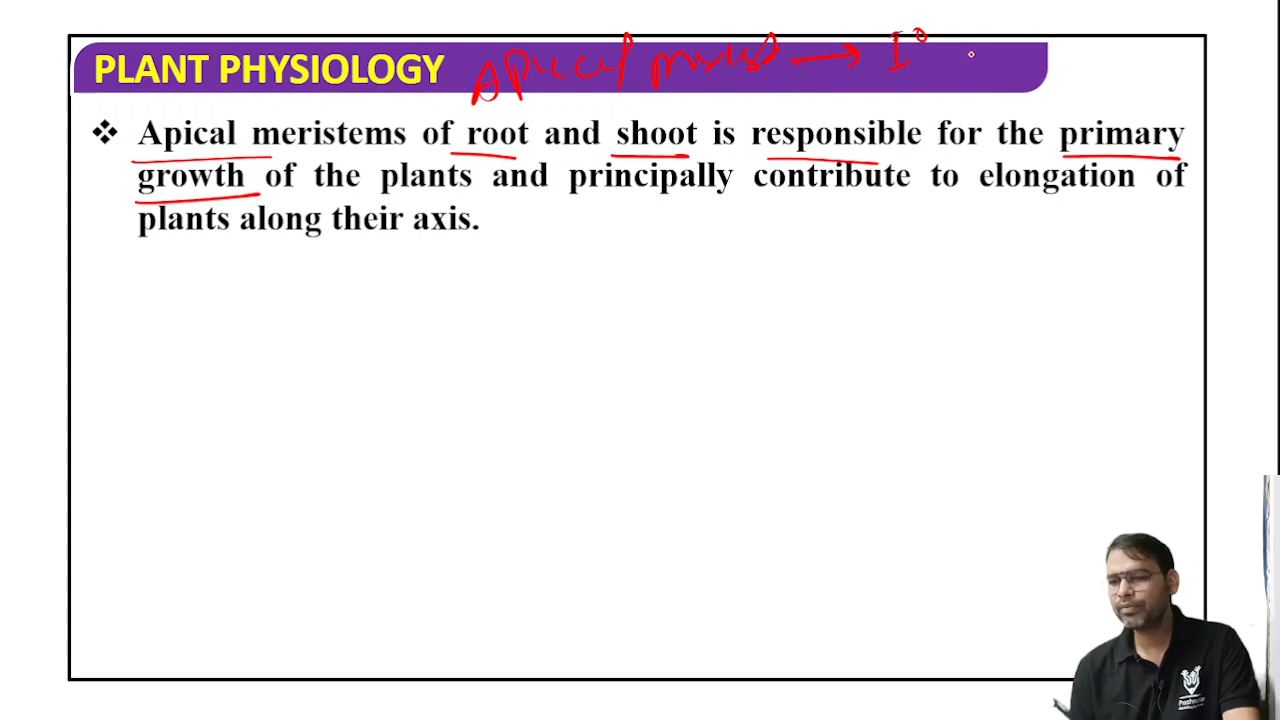 PLANT PHYSIOLOGY Apical → I°
❖ Apical meristems of root and shoot is responsible for the primary
growth of the plants and principally contribute to elongation of
plants along their axis.